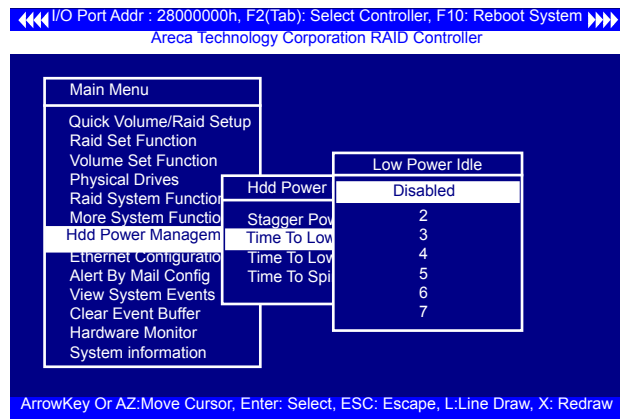 I/O Port Addr : 28000000h, F2(Tab): Select Controller, F10: Reboot System
Areca Technology Corporation RAID Controller
Main Menu
Quick Volume/Raid Setup
Raid Set Function
Volume Set Function
Physical Drives
Raid System Function
More System Functio
Hdd Power Managem
Ethernet Configuratio
Alert By Mail Config
View System Events
Clear Event Buffer
Hardware Monitor
System information
Hdd Power
Stagger Pow
Time To Low
Time To Low
Time To Spi
Low Power Idle
Disabled
2
3
4
5
6
7
ArrowKey Or AZ:Move Cursor, Enter: Select, ESC: Escape, L:Line Draw, X: Redraw